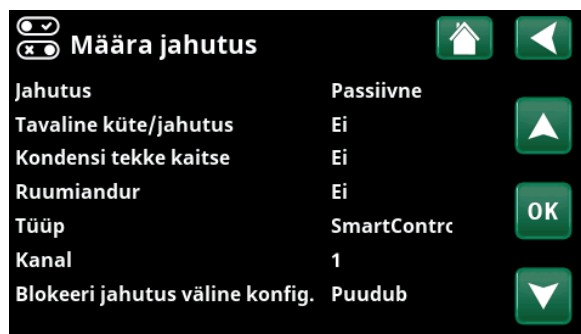 Määra jahutus
Jahutus Passiivne
Tavaline küte/jahutus Ei
Kondensi tekke kaitse Ei
Ruumiandur Ei
OK
Tüüp SmartContrc
Kanal 1
Blokeeri jahutus väline konfig. Puudub